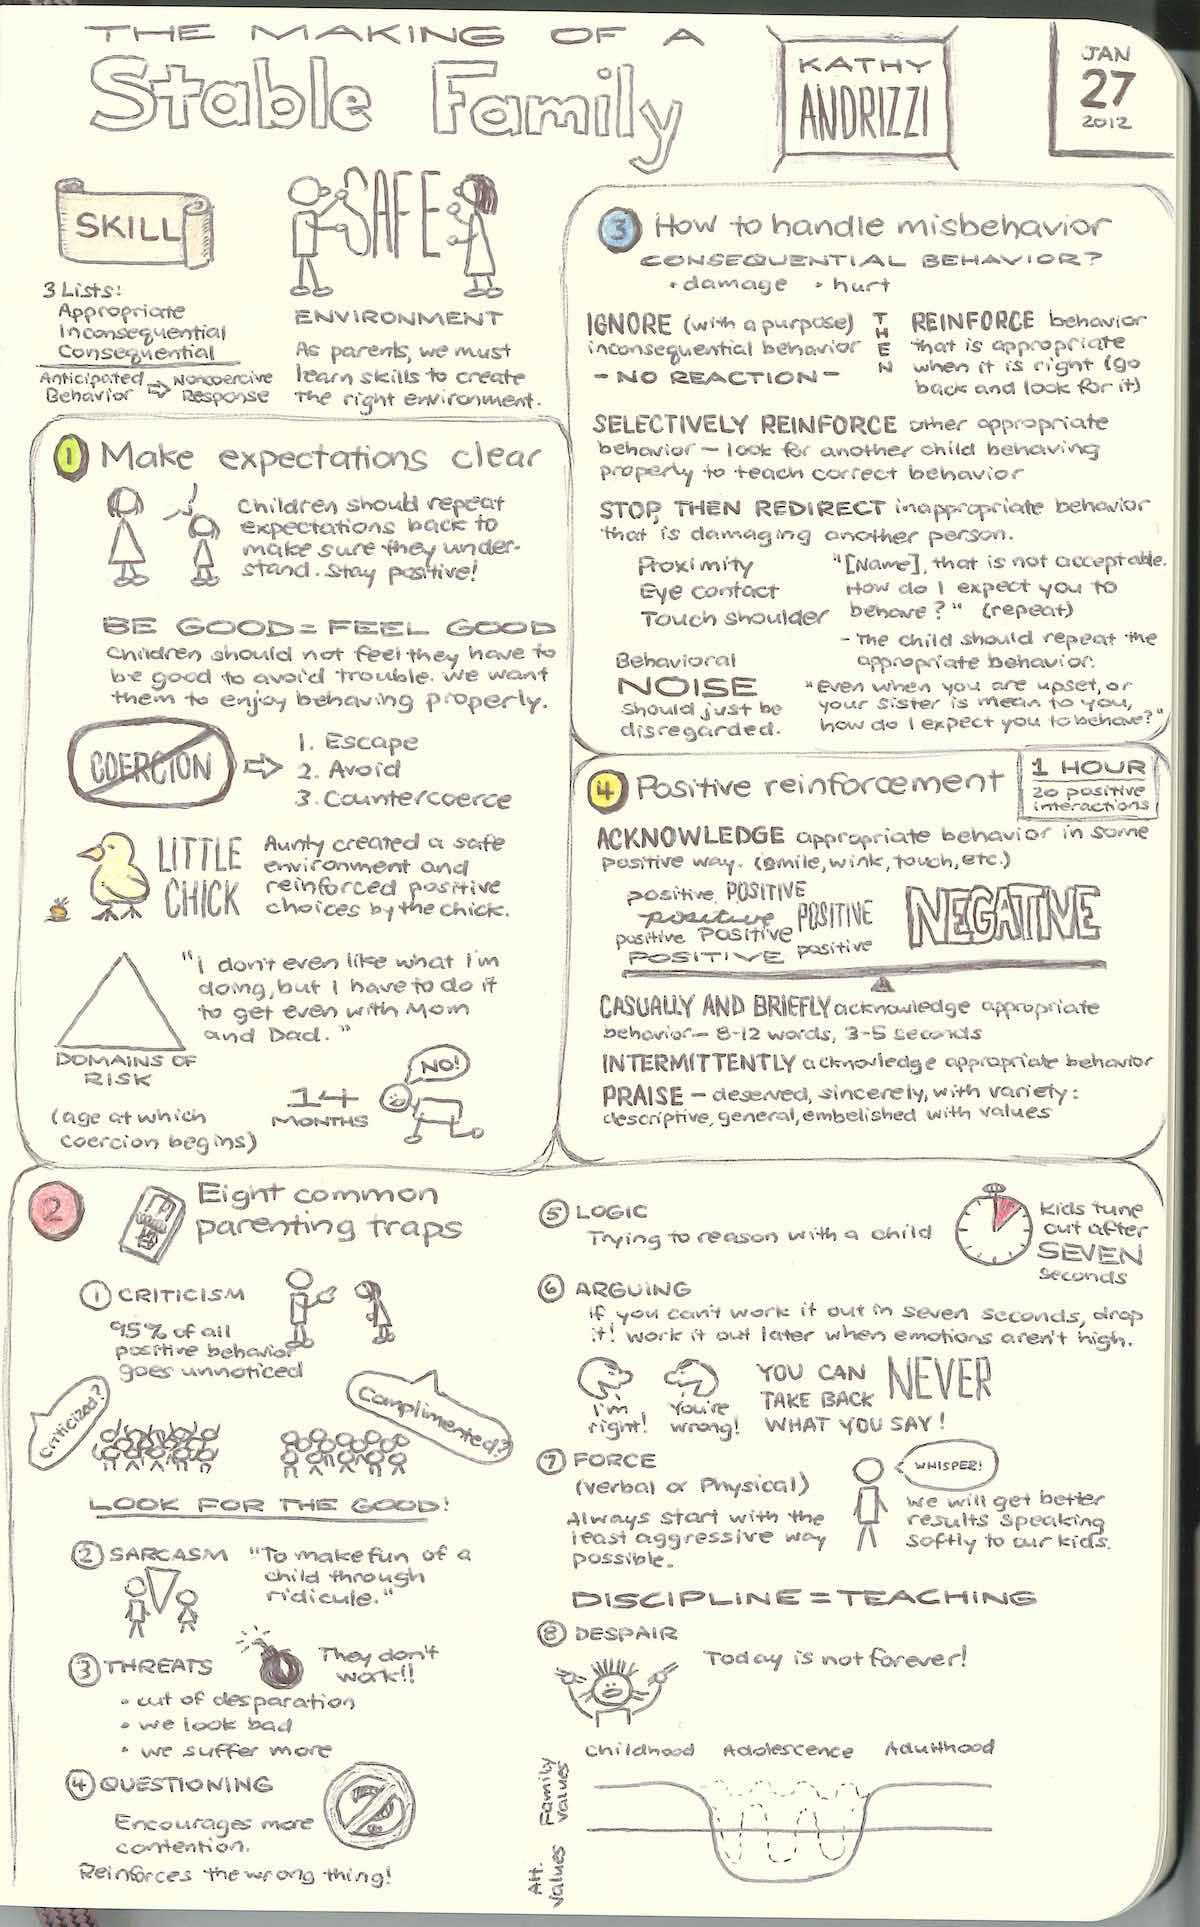 THE MAKING OF A
Stable Family
KATHY
ANDRIZZI
JAN
27
2012
SKILL
3 Lists:
Appropriate
Inconsequential
Consequential
Anticipated Behavior ⇨ Noncoercive Response
SAFE
ENVIRONMENT
As parents, we must
learn skills to create
the right environment.
1 Make expectations clear
Children should repeat
expectations back to
make sure they under-
stand. Stay positive!
BE GOOD = FEEL GOOD
Children should not feel they have to
be good to avoid trouble. We want
them to enjoy behaving properly.
COERCION ⇨
1. Escape
2. Avoid
3. Countercoerce
LITTLE
CHICK
Aunty created a safe
environment and
reinforced positive
choices by the chick.
"I don't even like what I'm
doing, but I have to do it
to get even with Mom
and Dad."
DOMAINS OF
RISK
(age at which
coercion begins)
14
MONTHS
NO!
3 How to handle misbehavior
CONSEQUENTIAL BEHAVIOR?
• damage • hurt
IGNORE (with a purpose)
inconsequential behavior
- NO REACTION -
THEN
REINFORCE behavior
that is appropriate
when it is right (go
back and look for it)
SELECTIVELY REINFORCE other appropriate
behavior - look for another child behaving
properly to teach correct behavior
STOP, THEN REDIRECT inappropriate behavior
that is damaging another person.
Proximity
Eye contact
Touch shoulder
"[Name], that is not acceptable.
How do I expect you to
behave?" (repeat)
- The child should repeat the
appropriate behavior.
Behavioral
NOISE
should just be
disregarded.
"Even when you are upset, or
your sister is mean to you,
how do I expect you to behave?"
4 Positive reinforcement
1 HOUR
20 positive
interactions
ACKNOWLEDGE appropriate behavior in some
positive way. (smile, wink, touch, etc.)
positive POSITIVE
positive POSITIVE
positive POSITIVE positive
POSITIVE
NEGATIVE
CASUALLY AND BRIEFLY acknowledge appropriate
behavior - 8-12 words, 3-5 seconds
INTERMITTENTLY acknowledge appropriate behavior
PRAISE - deserved, sincerely, with variety:
descriptive, general, embelished with values
2 Eight common
parenting traps
1 CRITICISM
95% of all
positive behavior
goes unnoticed
Criticized?
Complimented?
LOOK FOR THE GOOD!
2 SARCASM
"To make fun of a
child through
ridicule."
3 THREATS
They don't
work!!
• out of desparation
• we look bad
• we suffer more
4 QUESTIONING
Encourages more
contention.
Reinforces the wrong thing!
5 LOGIC
Trying to reason with a child
Kids tune
out after
SEVEN
seconds
6 ARGUING
If you can't work it out in seven seconds, drop
it! Work it out later when emotions aren't high.
I'm
right!
You're
wrong!
YOU CAN NEVER
TAKE BACK
WHAT YOU SAY!
7 FORCE
(Verbal or Physical)
Always start with the
least aggressive way
possible.
WHISPER!
We will get better
results speaking
softly to our kids.
DISCIPLINE = TEACHING
8 DESPAIR
Today is not forever!
Childhood Adolescence Adulthood
Family
Values
Alt.
Values